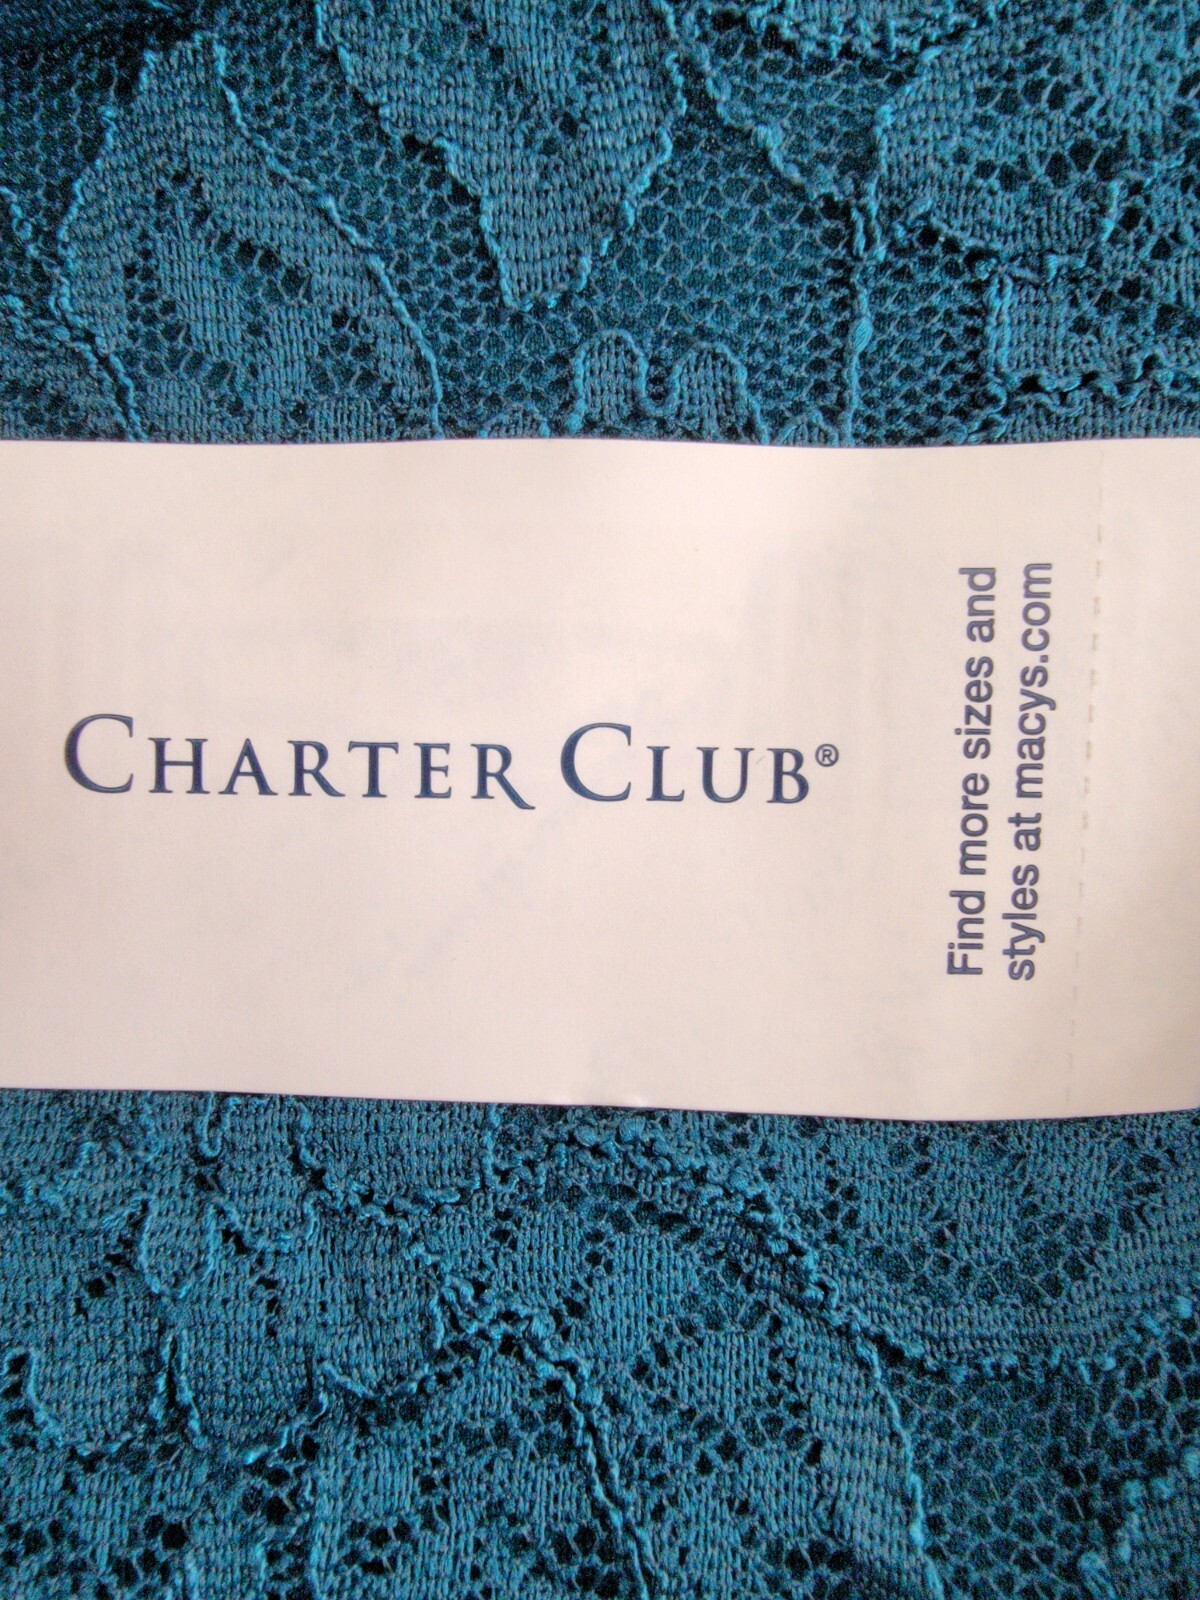 CHARTER CLUB®
Find more sizes and
styles at macys.com